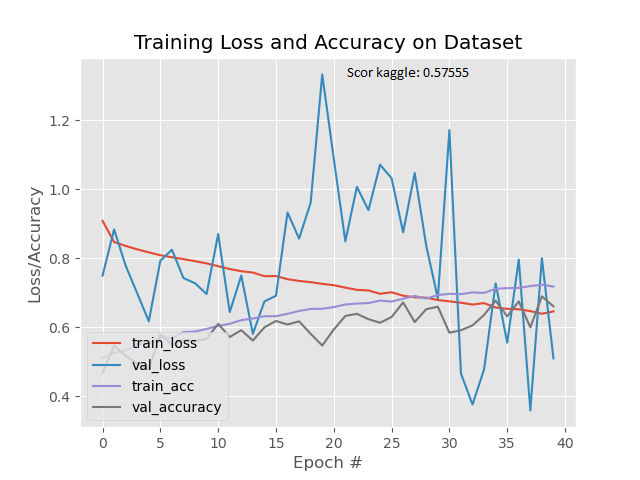 Training Loss and Accuracy on Dataset
Scor kaggle: 0.57555
1.2
1.0
0.8
0.6
0.4
Loss/Accuracy
train_loss
val_loss
train_acc
val_accuracy
0 5 10 15 20 25 30 35 40
Epoch #